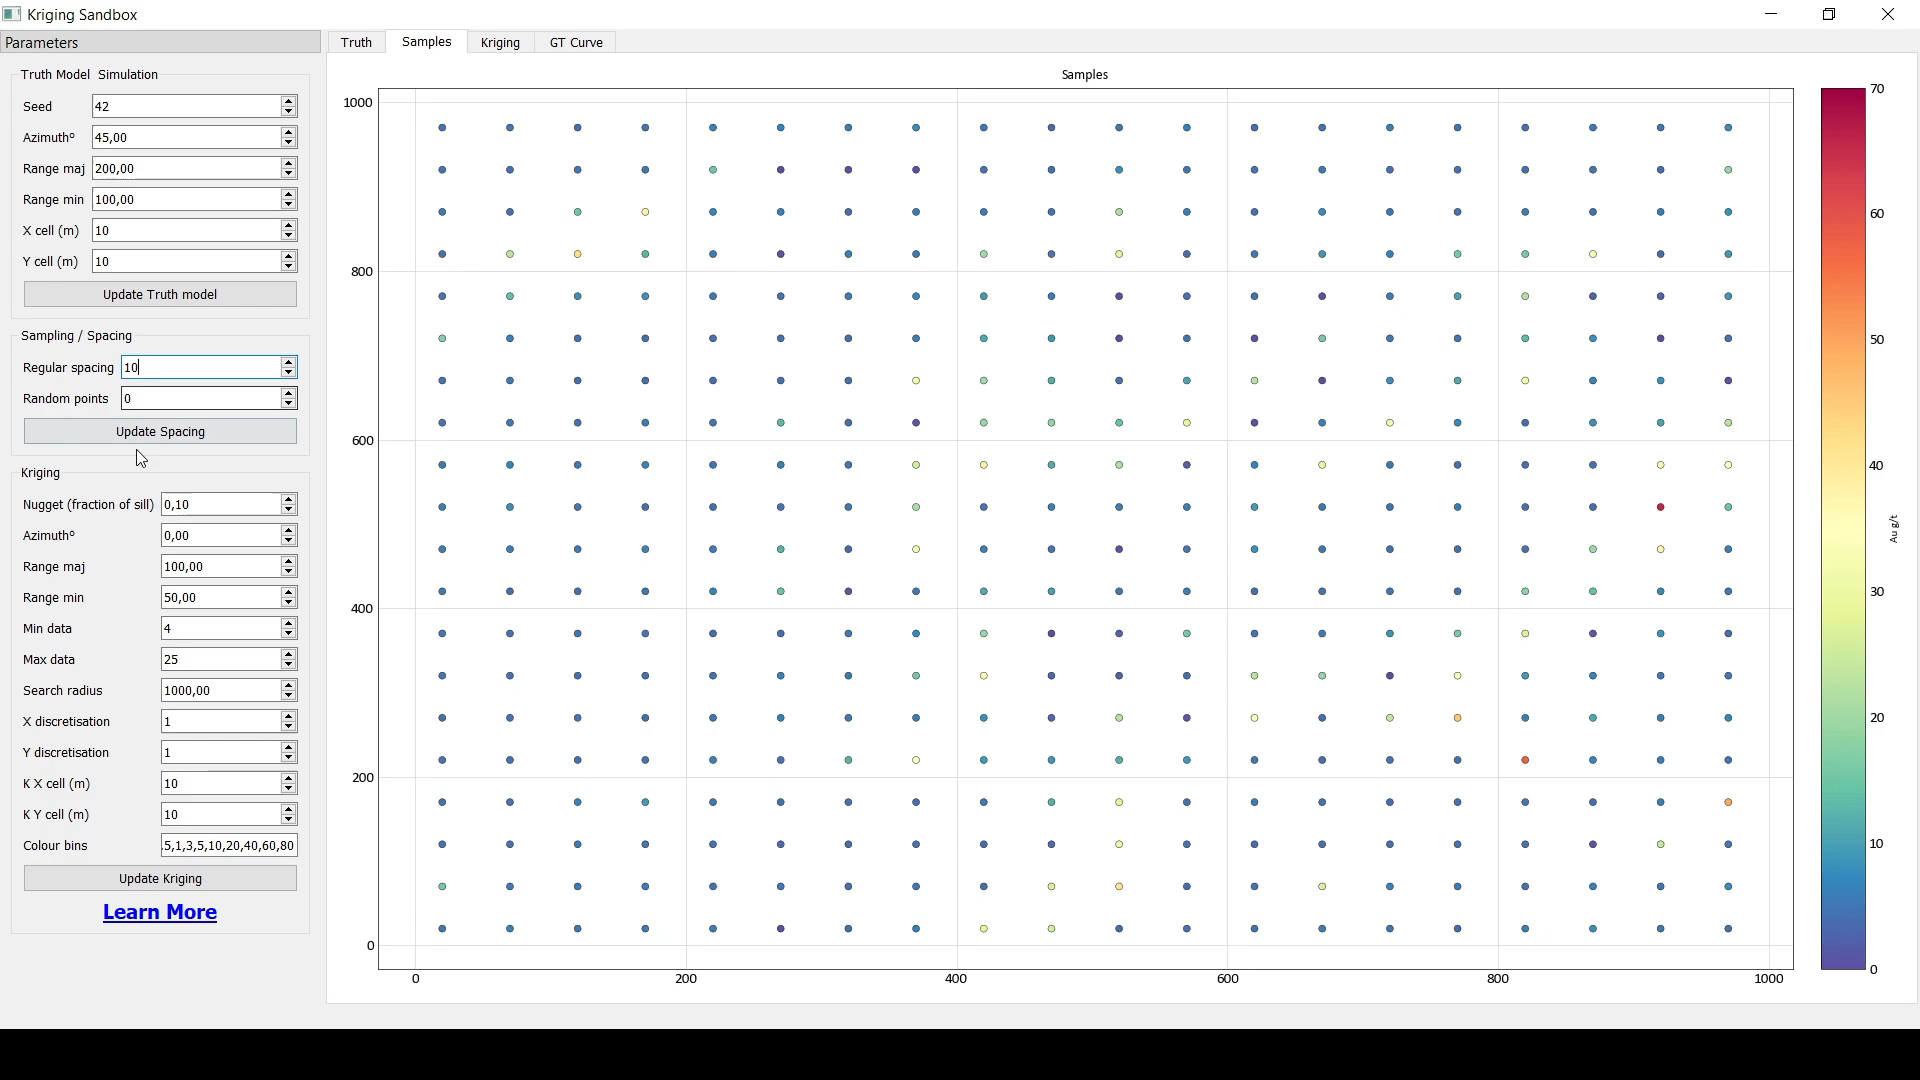 Kriging Sandbox
Parameters
Truth Samples Kriging GT Curve
Truth Model Simulation
Seed 42
Azimuthº 45,00
Range maj 200,00
Range min 100,00
X cell (m) 10
Y cell (m) 10
Update Truth model
Sampling / Spacing
Regular spacing 10
Random points 0
Update Spacing
Kriging
Nugget (fraction of sill) 0,10
Azimuthº 0,00
Range maj 100,00
Range min 50,00
Min data 4
Max data 25
Search radius 1000,00
X discretisation 1
Y discretisation 1
K X cell (m) 10
K Y cell (m) 10
Colour bins .5,1,3,5,10,20,40,60,80
Update Kriging
Learn More
Samples
1000
800
600
400
200
0
0 200 400 600 800 1000
70
60
50
40
30
20
10
0
Au g/t